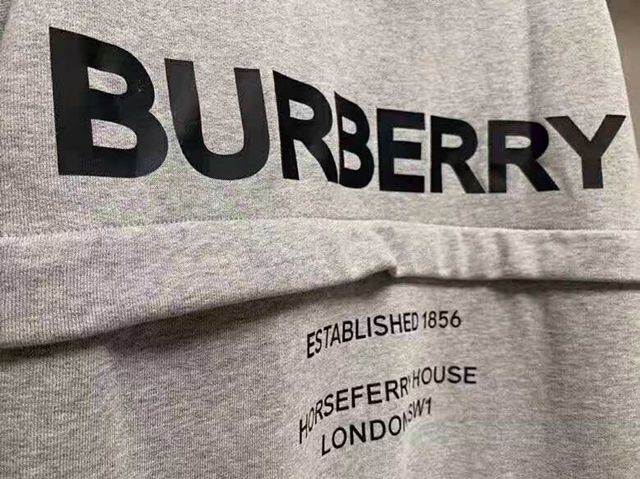 BURBERRY
ESTABLISHED 1856
HORSEFERRY HOUSE
LONDON SW1